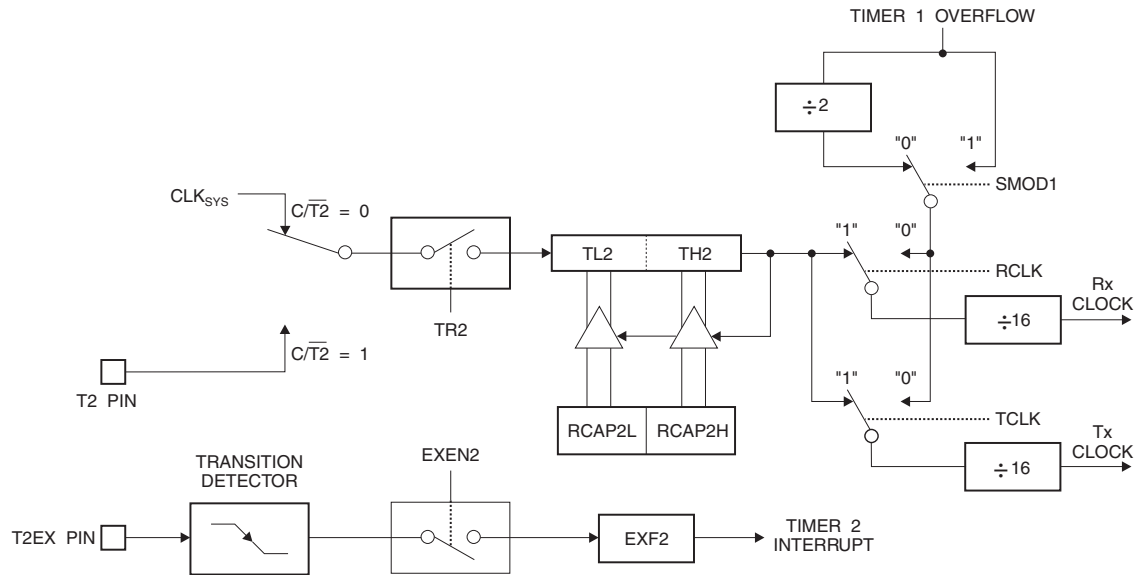 TIMER 1 OVERFLOW
÷2
"0" "1"
SMOD1
CLKSYS
C/T̅2̅ = 0
TR2
C/T̅2̅ = 1
T2 PIN
TL2 TH2
RCAP2L RCAP2H
"1" "0"
RCLK
÷16
Rx
CLOCK
"1" "0"
TCLK
÷16
Tx
CLOCK
TRANSITION
DETECTOR
EXEN2
T2EX PIN
EXF2
TIMER 2
INTERRUPT